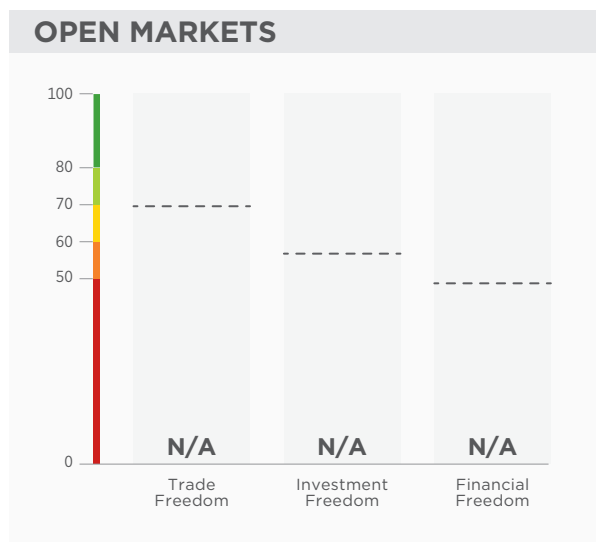 OPEN MARKETS
100
80
70
60
50
0
N/A
N/A
N/A
Trade
Freedom
Investment
Freedom
Financial
Freedom